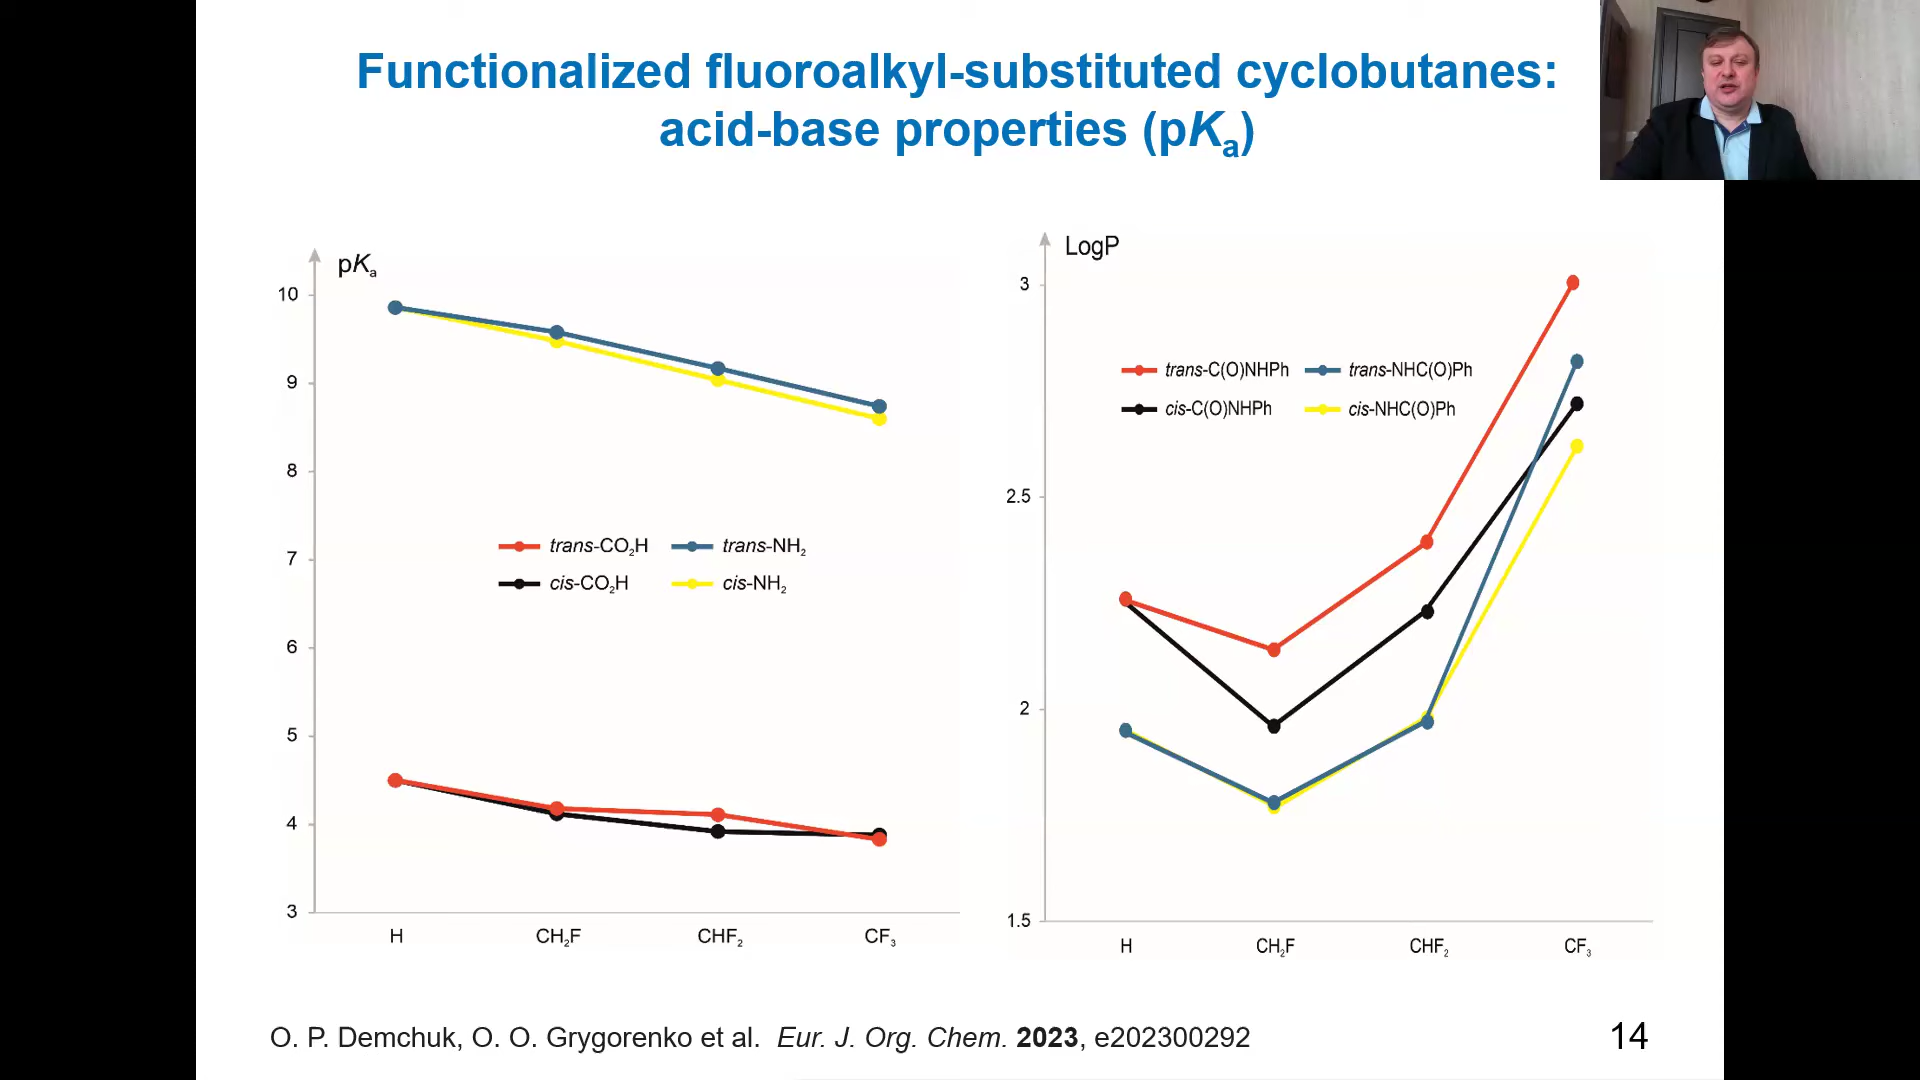 Functionalized fluoroalkyl-substituted cyclobutanes:
acid-base properties (pKₐ)
pKₐ
10
9
8
7
6
5
4
3
trans-CO₂H
trans-NH₂
cis-CO₂H
cis-NH₂
H
CH₂F
CHF₂
CF₃
LogP
3
2.5
2
1.5
trans-C(O)NHPh
trans-NHC(O)Ph
cis-C(O)NHPh
cis-NHC(O)Ph
H
CH₂F
CHF₂
CF₃
O. P. Demchuk, O. O. Grygorenko et al. Eur. J. Org. Chem. 2023, e202300292
14